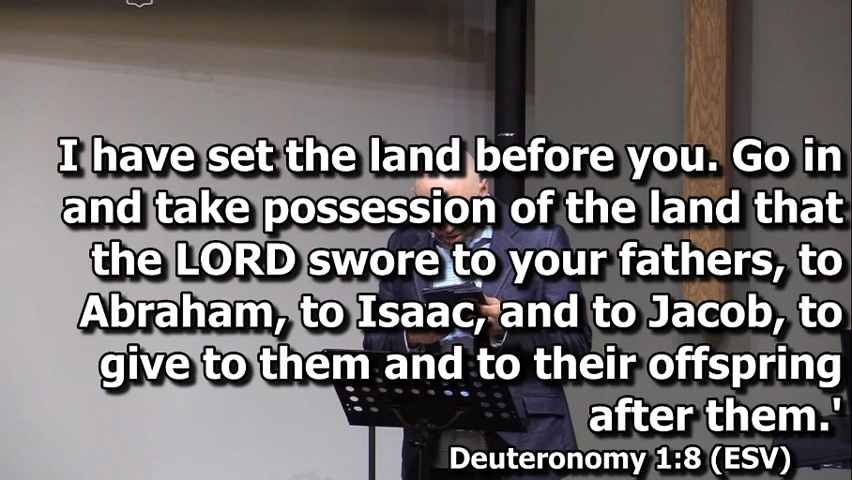 I have set the land before you. Go in
and take possession of the land that
the LORD swore to your fathers, to
Abraham, to Isaac, and to Jacob, to
give to them and to their offspring
after them.'
Deuteronomy 1:8 (ESV)